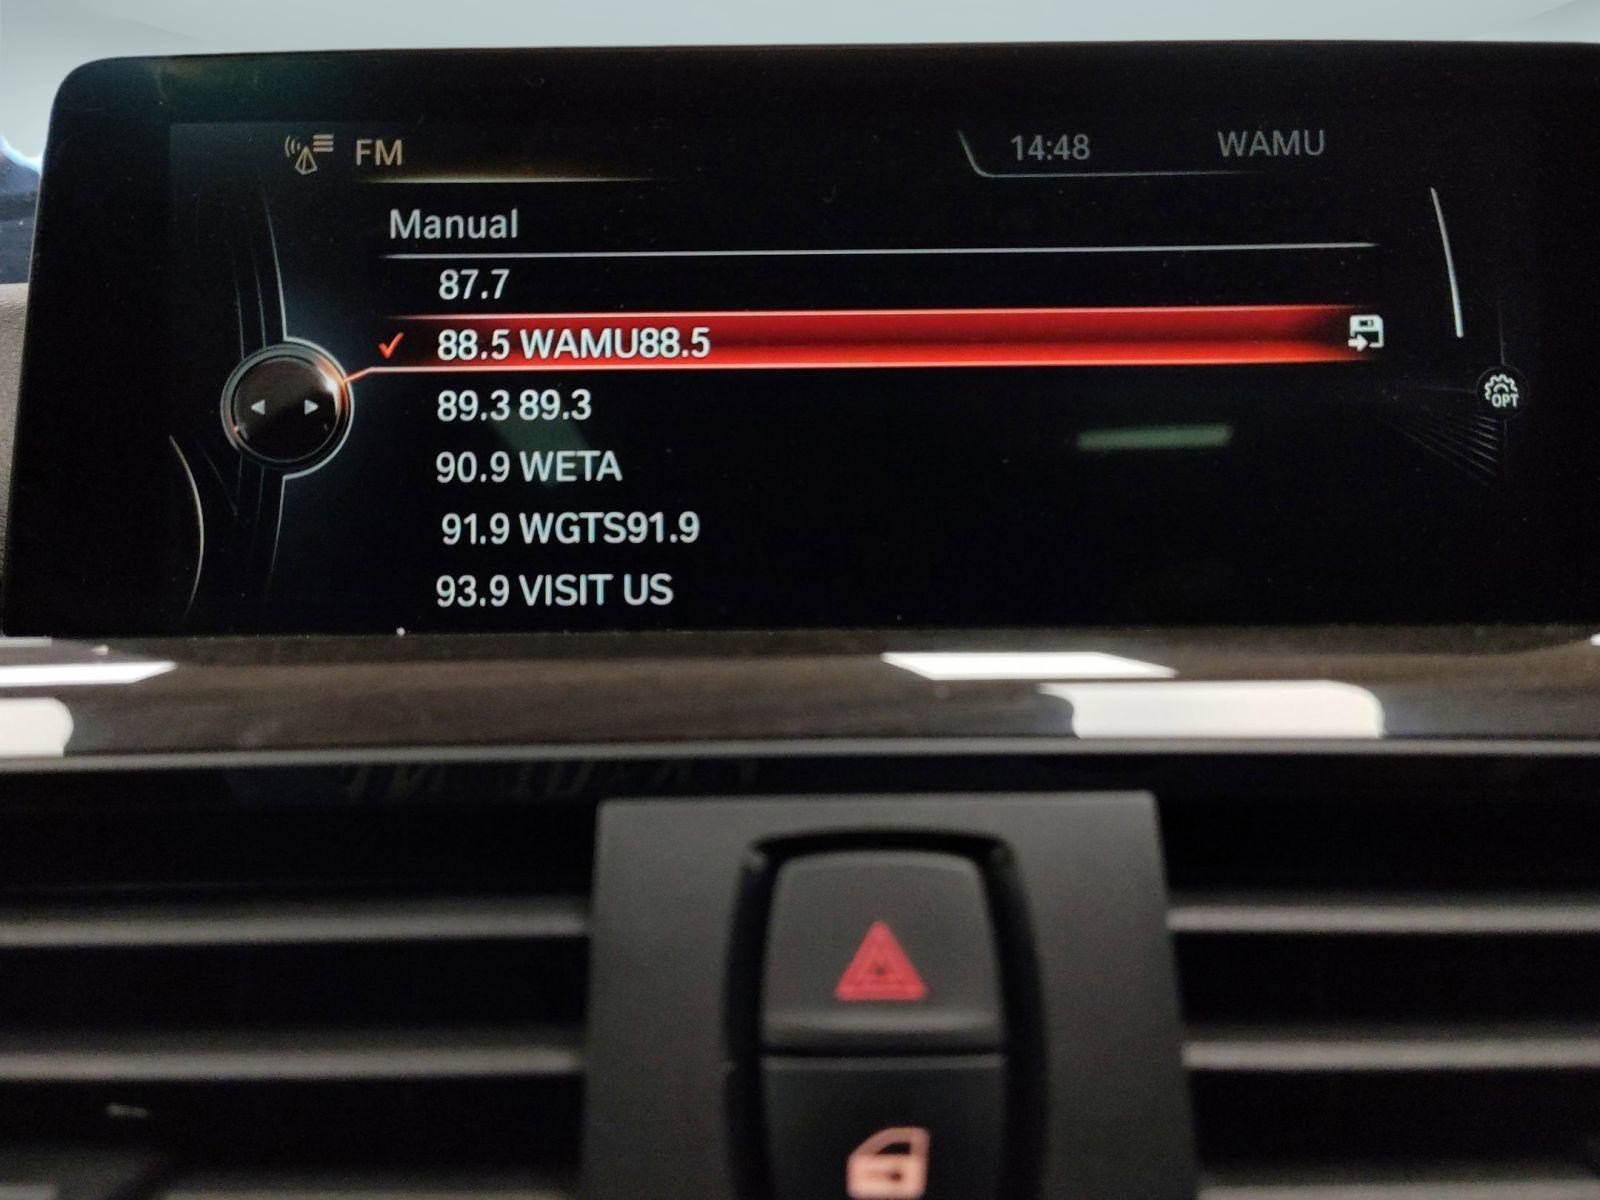 FM
14:48
WAMU
Manual
87.7
88.5 WAMU88.5
89.3 89.3
OPT
90.9 WETA
91.9 WGTS91.9
93.9 VISIT US